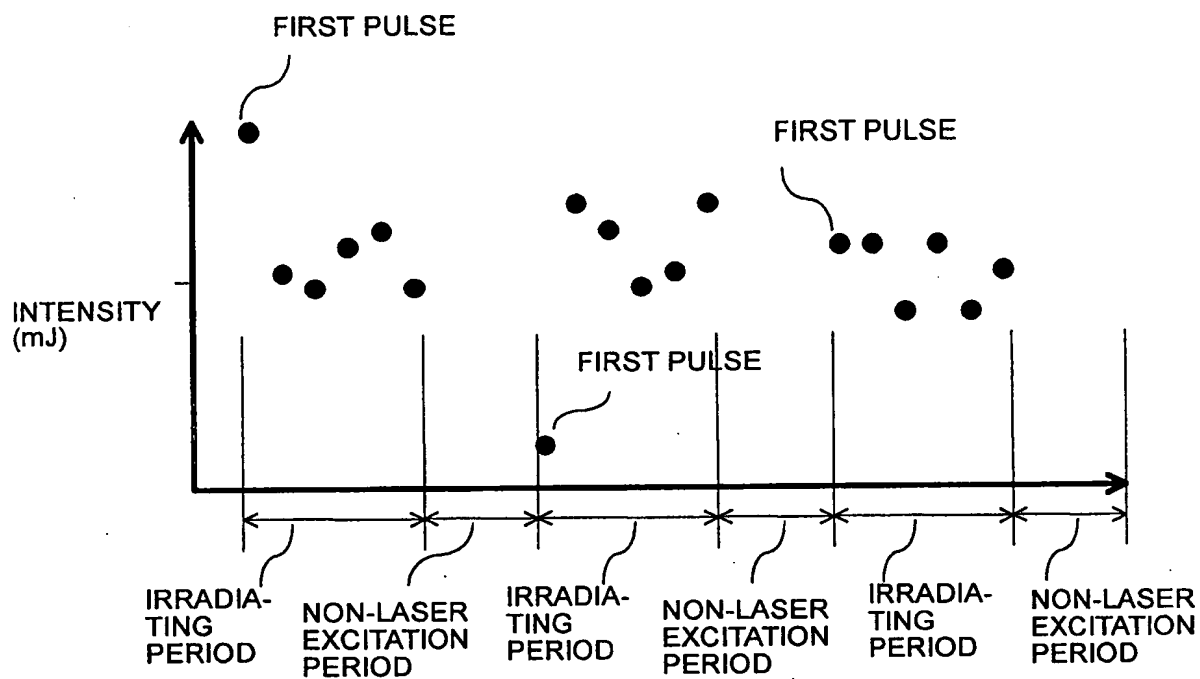 FIRST PULSE
FIRST PULSE
INTENSITY
(mJ)
FIRST PULSE
IRRADIA-
TING
PERIOD
NON-LASER
EXCITATION
PERIOD
IRRADIA-
TING
PERIOD
NON-LASER
EXCITATION
PERIOD
IRRADIA-
TING
PERIOD
NON-LASER
EXCITATION
PERIOD